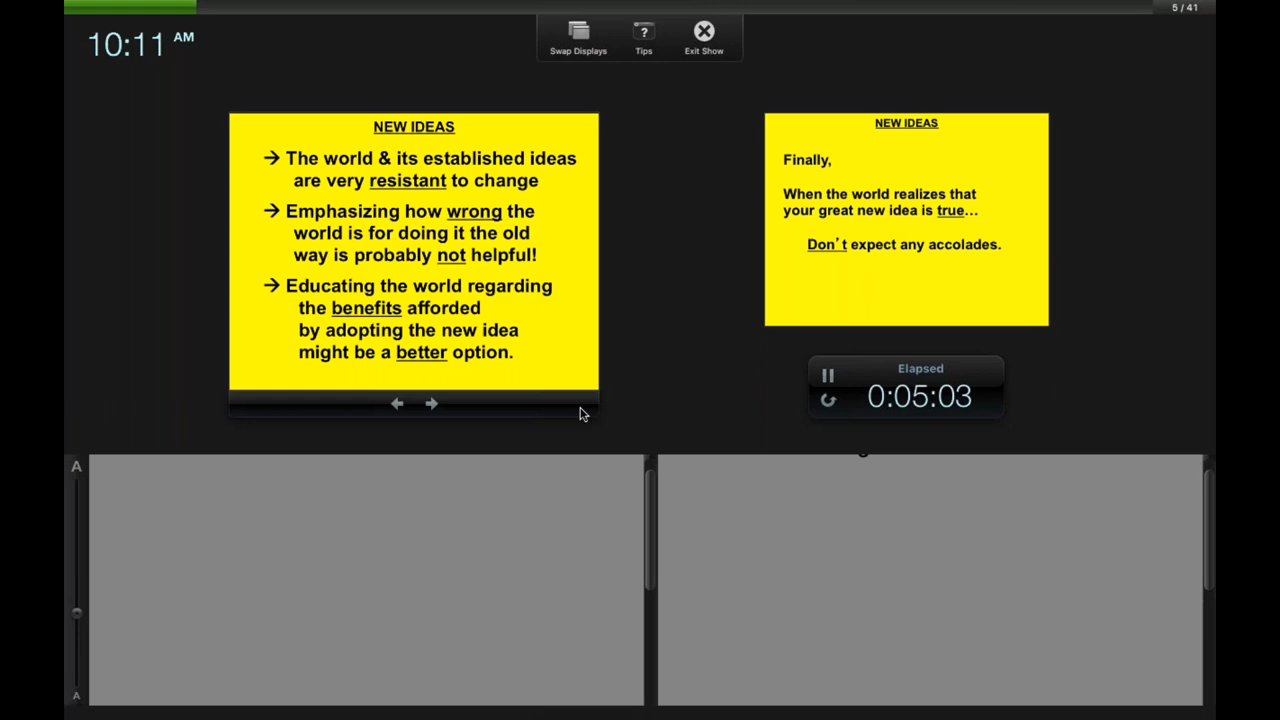 5 / 41
10:11 AM
Swap Displays
Tips
Exit Show
NEW IDEAS
→ The world & its established ideas
are very resistant to change
→ Emphasizing how wrong the
world is for doing it the old
way is probably not helpful!
→ Educating the world regarding
the benefits afforded
by adopting the new idea
might be a better option.
NEW IDEAS
Finally,
When the world realizes that
your great new idea is true...
Don't expect any accolades.
Elapsed
0:05:03
A
A